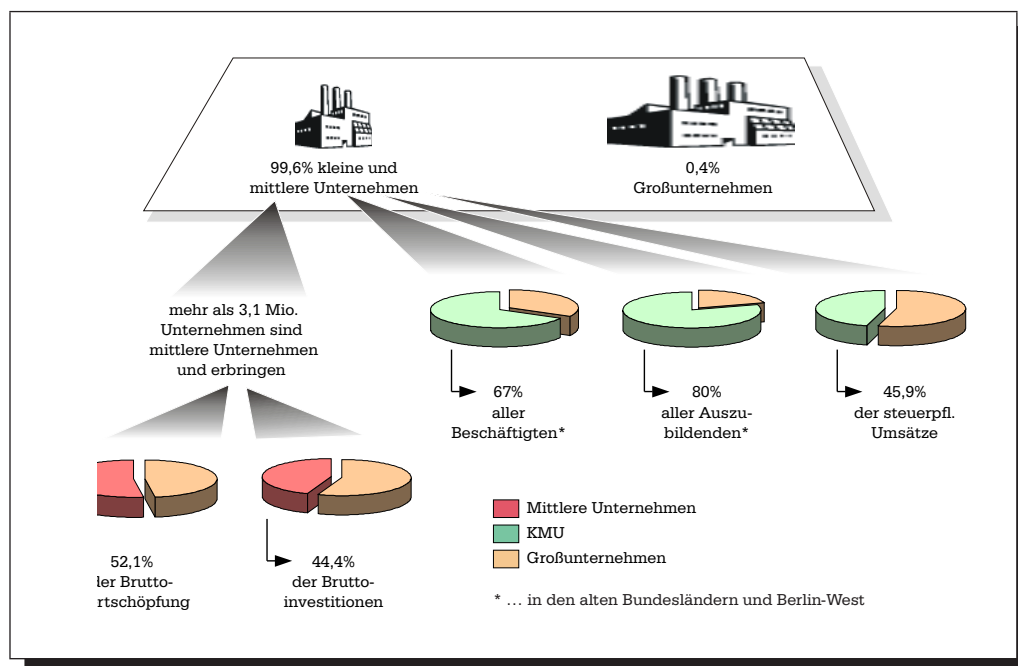 99,6% kleine und
mittlere Unternehmen
0,4%
Großunternehmen
mehr als 3,1 Mio.
Unternehmen sind
mittlere Unternehmen
und erbringen
67%
aller
Beschäftigten*
80%
aller Auszu-
bildenden*
45,9%
der steuerpfl.
Umsätze
52,1%
der Brutto-
rtschöpfung
44,4%
der Brutto-
investitionen
Mittlere Unternehmen
KMU
Großunternehmen
* ... in den alten Bundesländern und Berlin-West